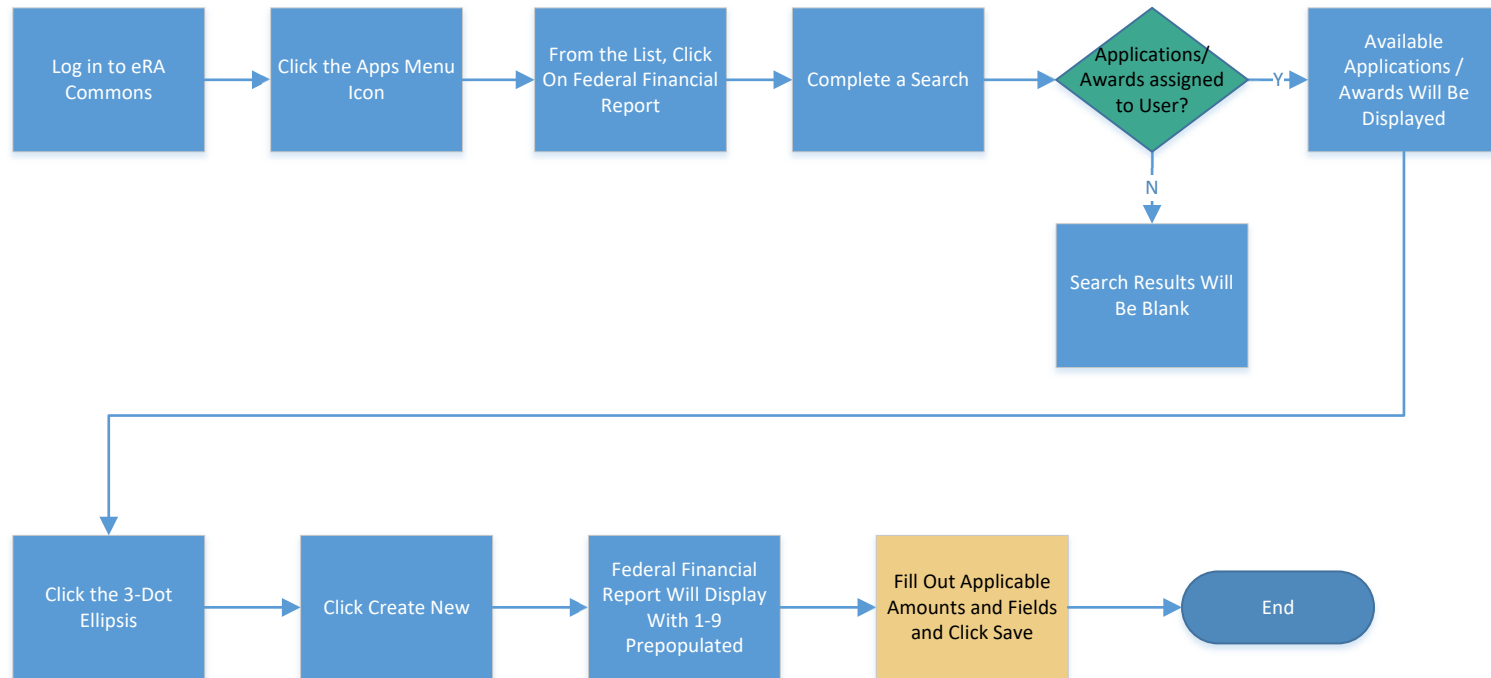 Log in to eRA
Commons
Click the Apps Menu
Icon
From the List, Click
On Federal Financial
Report
Complete a Search
Applications/
Awards assigned
to User?
Y
Available
Applications /
Awards Will Be
Displayed
N
Search Results Will
Be Blank
Click the 3-Dot
Ellipsis
Click Create New
Federal Financial
Report Will Display
With 1-9
Prepopulated
Fill Out Applicable
Amounts and Fields
and Click Save
End